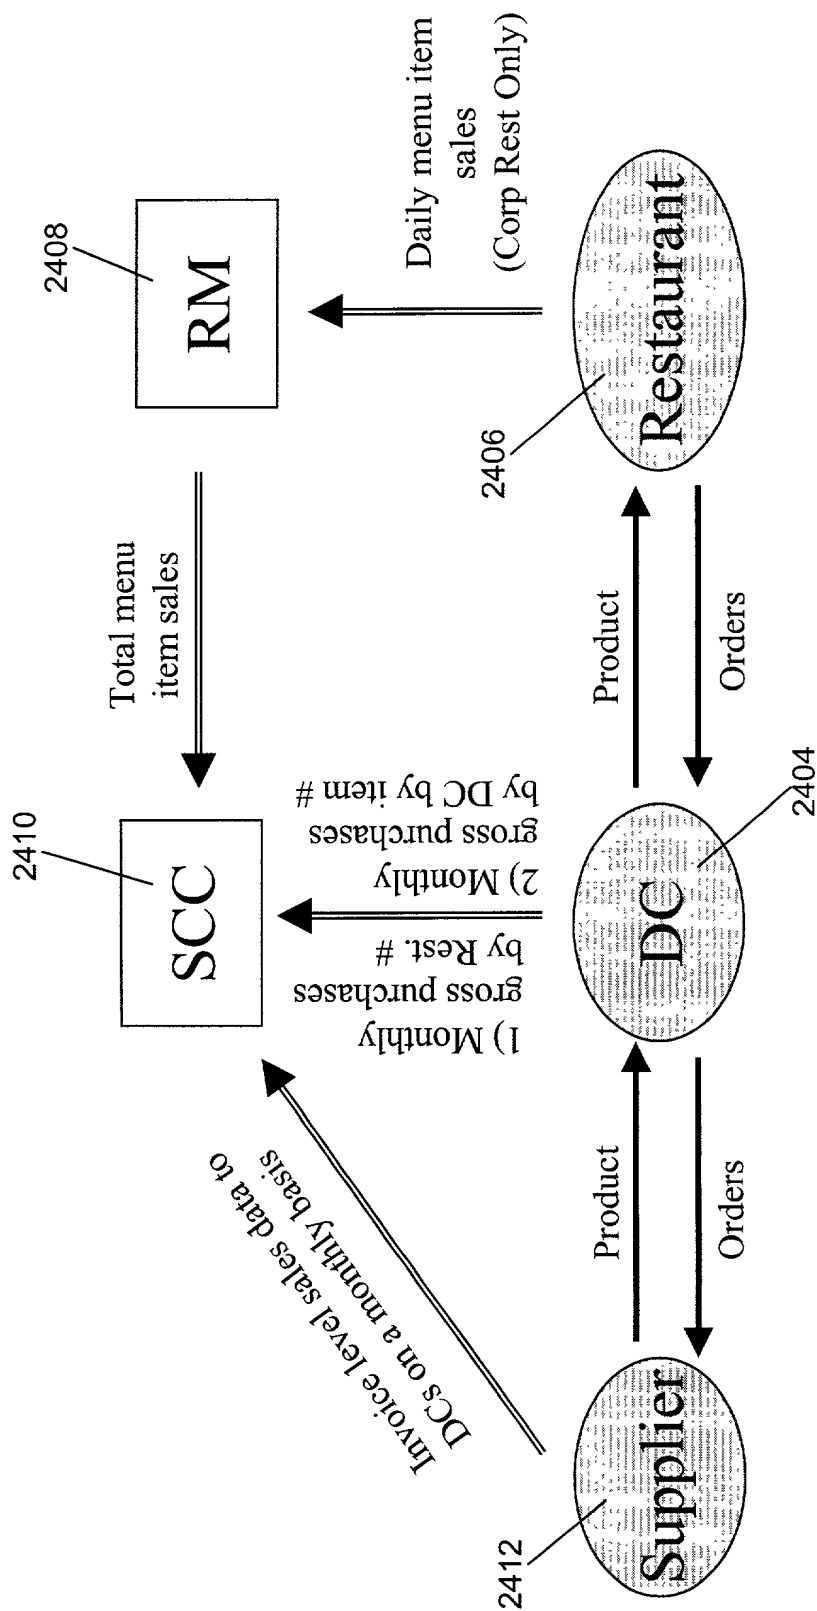 2410
SCC
2408
RM
Total menu
item sales
Daily menu item
sales
(Corp Rest Only)
Invoice level sales data to
DCs on a monthly basis
1) Monthly
gross purchases
by Rest. #
2) Monthly
gross purchases
by DC by item #
2412
Supplier
Product
Orders
DC
2404
Product
Orders
2406
Restaurant